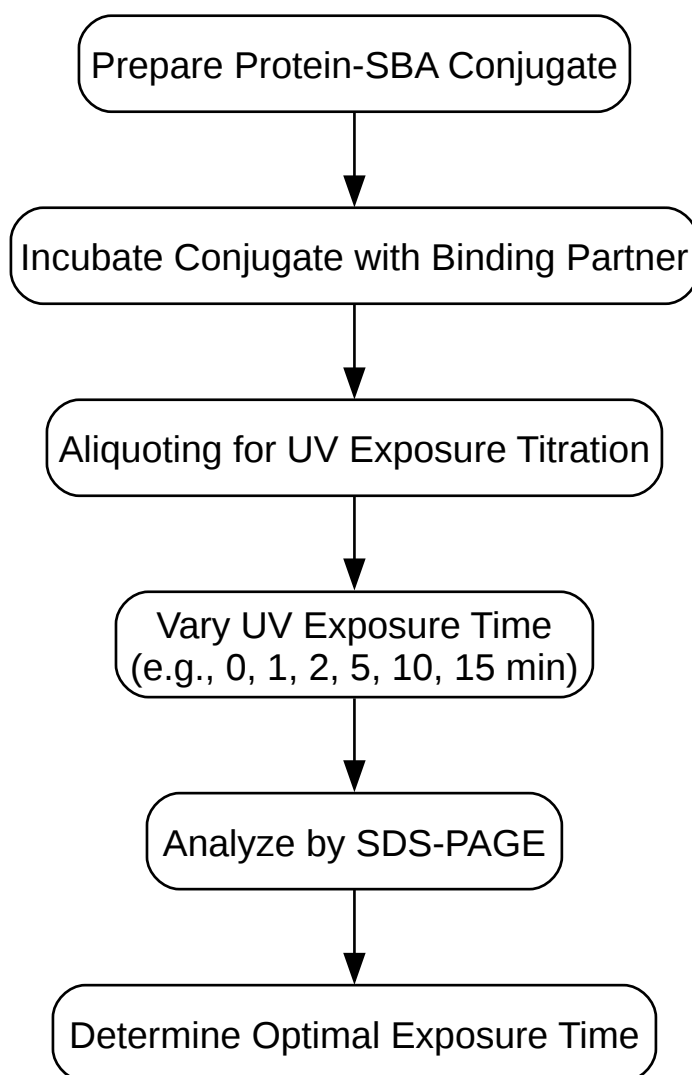 Prepare Protein-SBA Conjugate
Incubate Conjugate with Binding Partner
Aliquoting for UV Exposure Titration
Vary UV Exposure Time
(e.g., 0, 1, 2, 5, 10, 15 min)
Analyze by SDS-PAGE
Determine Optimal Exposure Time